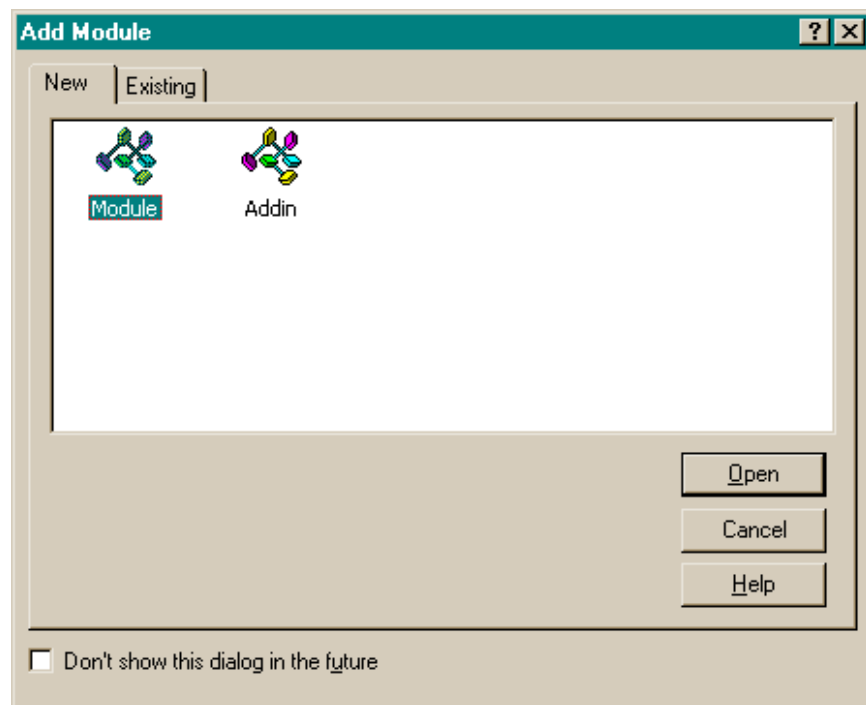 Add Module
New Existing
Module Addin
Open
Cancel
Help
Don't show this dialog in the future